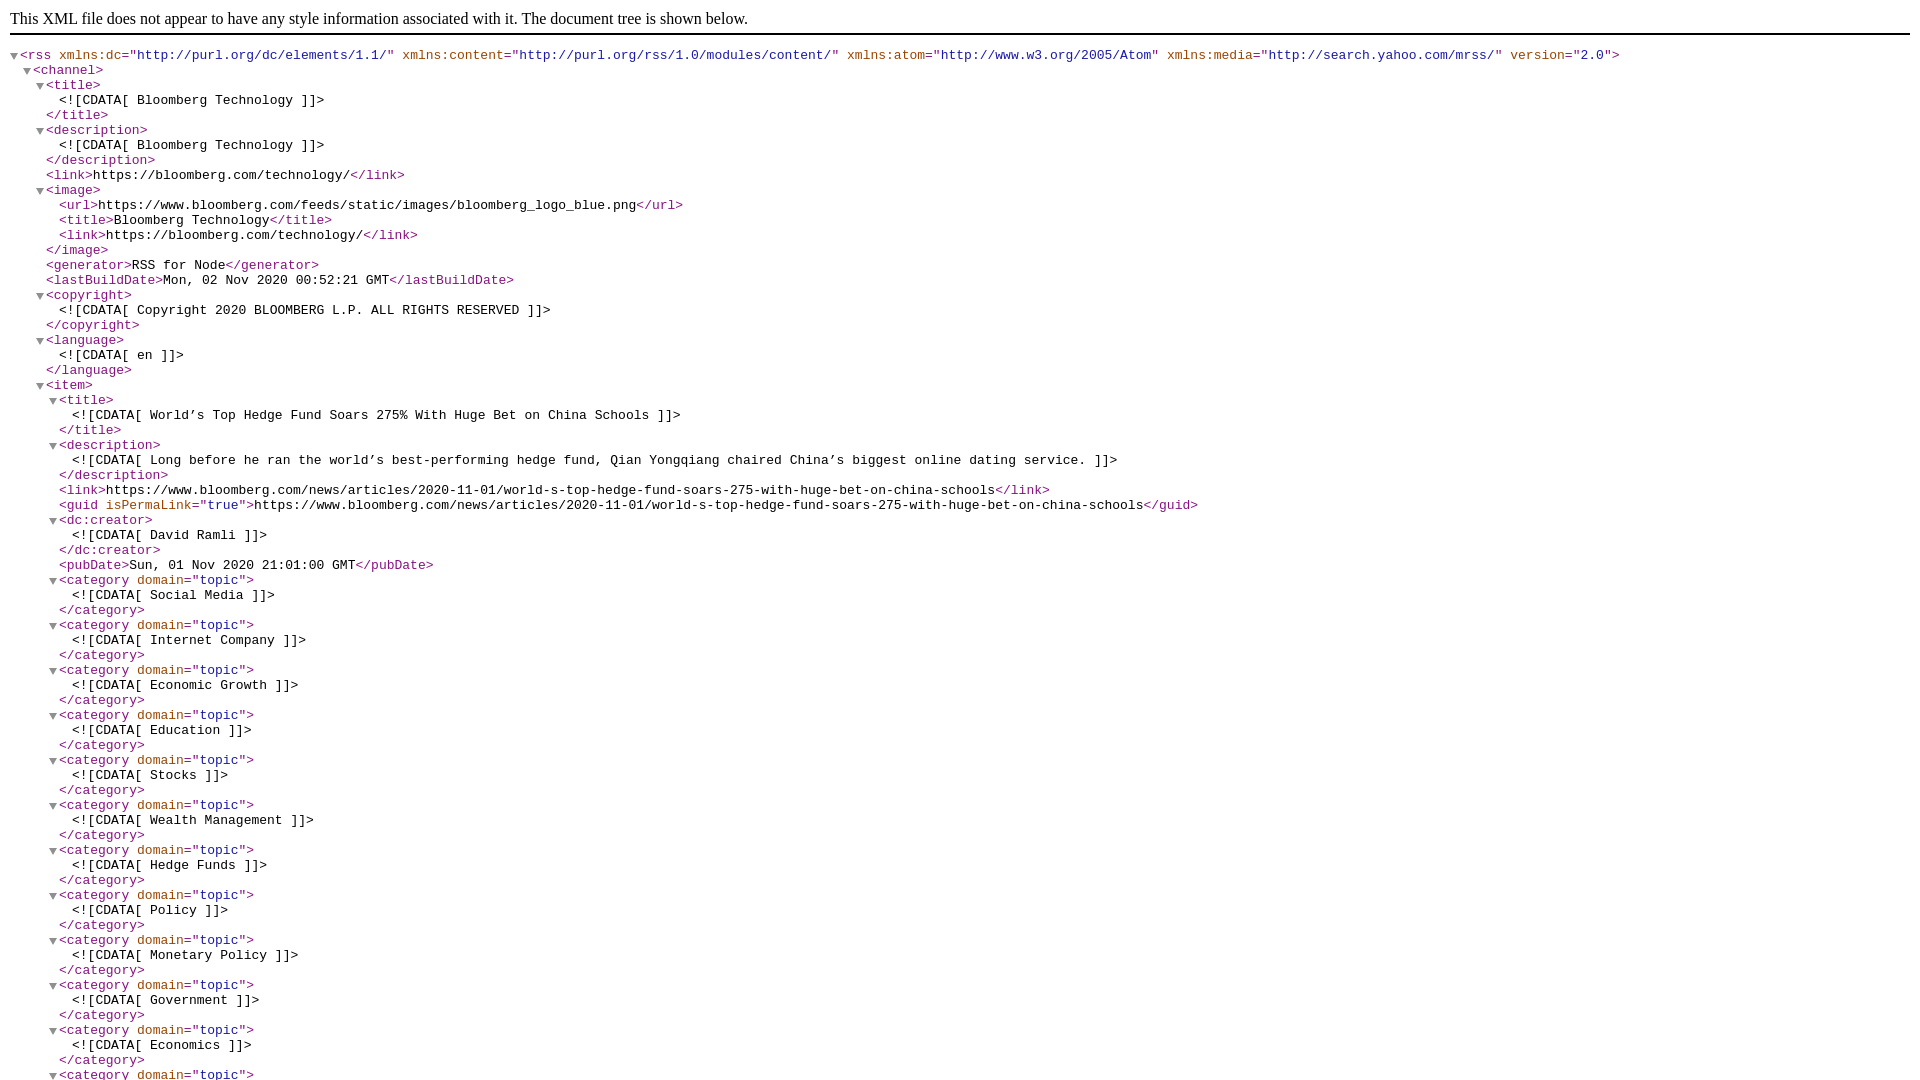 This XML file does not appear to have any style information associated with it. The document tree is shown below.
<rss xmlns:dc="http://purl.org/dc/elements/1.1/" xmlns:content="http://purl.org/rss/1.0/modules/content/" xmlns:atom="http://www.w3.org/2005/Atom" xmlns:media="http://search.yahoo.com/mrss/" version="2.0">
<channel>
<title>
<![CDATA[ Bloomberg Technology ]]>
</title>
<description>
<![CDATA[ Bloomberg Technology ]]>
</description>
<link>https://bloomberg.com/technology/</link>
<image>
<url>https://www.bloomberg.com/feeds/static/images/bloomberg_logo_blue.png</url>
<title>Bloomberg Technology</title>
<link>https://bloomberg.com/technology/</link>
</image>
<generator>RSS for Node</generator>
<lastBuildDate>Mon, 02 Nov 2020 00:52:21 GMT</lastBuildDate>
<copyright>
<![CDATA[ Copyright 2020 BLOOMBERG L.P. ALL RIGHTS RESERVED ]]>
</copyright>
<language>
<![CDATA[ en ]]>
</language>
<item>
<title>
<![CDATA[ World’s Top Hedge Fund Soars 275% With Huge Bet on China Schools ]]>
</title>
<description>
<![CDATA[ Long before he ran the world’s best-performing hedge fund, Qian Yongqiang chaired China’s biggest online dating service. ]]>
</description>
<link>https://www.bloomberg.com/news/articles/2020-11-01/world-s-top-hedge-fund-soars-275-with-huge-bet-on-china-schools</link>
<guid isPermaLink="true">https://www.bloomberg.com/news/articles/2020-11-01/world-s-top-hedge-fund-soars-275-with-huge-bet-on-china-schools</guid>
<dc:creator>
<![CDATA[ David Ramli ]]>
</dc:creator>
<pubDate>Sun, 01 Nov 2020 21:01:00 GMT</pubDate>
<category domain="topic">
<![CDATA[ Social Media ]]>
</category>
<category domain="topic">
<![CDATA[ Internet Company ]]>
</category>
<category domain="topic">
<![CDATA[ Economic Growth ]]>
</category>
<category domain="topic">
<![CDATA[ Education ]]>
</category>
<category domain="topic">
<![CDATA[ Stocks ]]>
</category>
<category domain="topic">
<![CDATA[ Wealth Management ]]>
</category>
<category domain="topic">
<![CDATA[ Hedge Funds ]]>
</category>
<category domain="topic">
<![CDATA[ Policy ]]>
</category>
<category domain="topic">
<![CDATA[ Monetary Policy ]]>
</category>
<category domain="topic">
<![CDATA[ Government ]]>
</category>
<category domain="topic">
<![CDATA[ Economics ]]>
</category>
<category domain="topic">